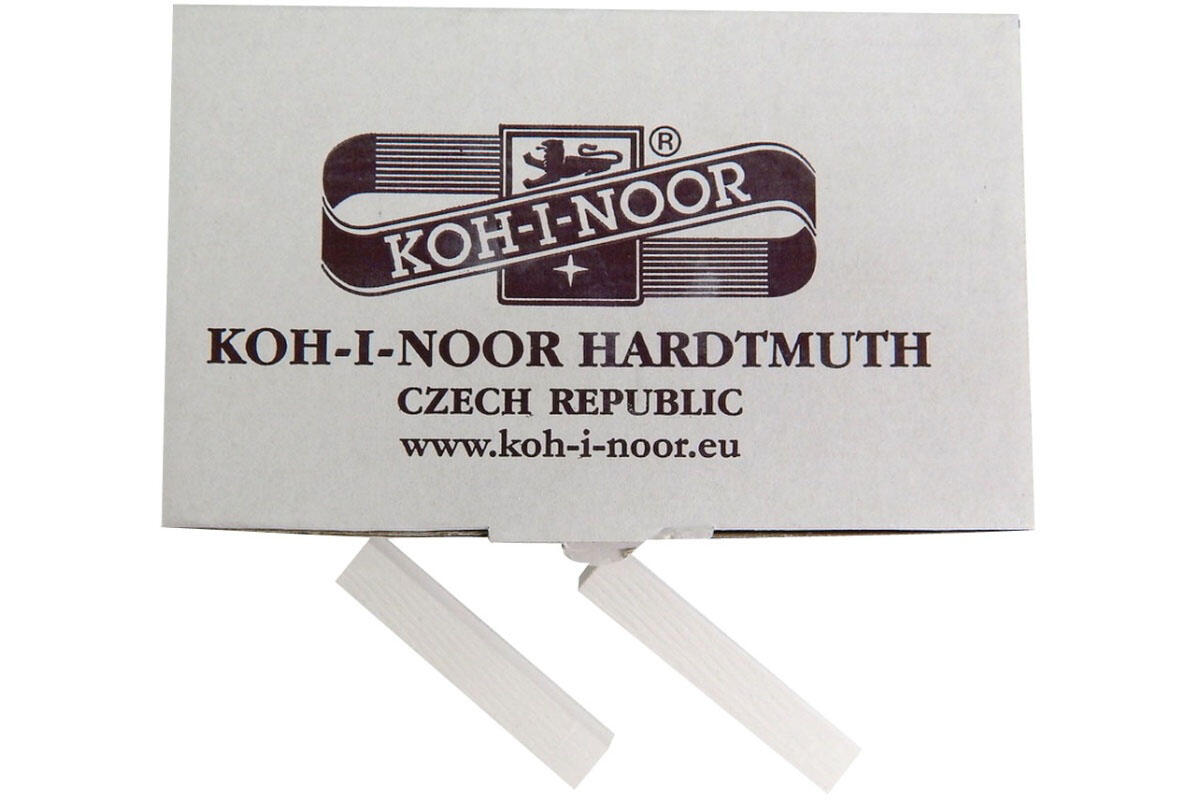 ®
KOH-I-NOOR
KOH-I-NOOR HARDTMUTH
CZECH REPUBLIC
www.koh-i-noor.eu